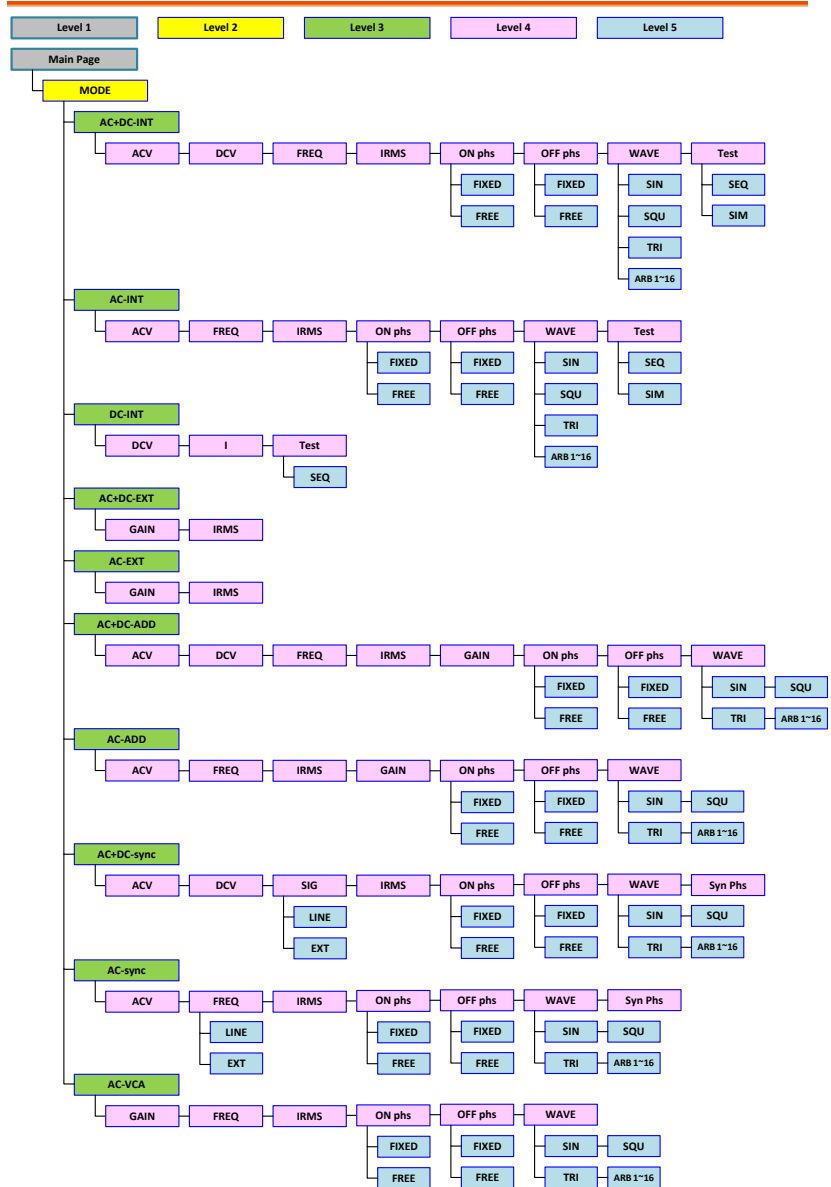 Level 1 Level 2 Level 3 Level 4 Level 5
Main Page
MODE
AC+DC-INT
ACV DCV FREQ IRMS ON phs OFF phs WAVE Test
FIXED FIXED SIN SEQ
FREE FREE SQU SIM
TRI
ARB 1~16
AC-INT
ACV FREQ IRMS ON phs OFF phs WAVE Test
FIXED FIXED SIN SEQ
FREE FREE SQU SIM
TRI
ARB 1~16
DC-INT
DCV I Test
SEQ
AC+DC-EXT
GAIN IRMS
AC-EXT
GAIN IRMS
AC+DC-ADD
ACV DCV FREQ IRMS GAIN ON phs OFF phs WAVE
FIXED FIXED SIN SQU
FREE FREE TRI ARB 1~16
AC-ADD
ACV FREQ IRMS GAIN ON phs OFF phs WAVE
FIXED FIXED SIN SQU
FREE FREE TRI ARB 1~16
AC+DC-sync
ACV DCV SIG IRMS ON phs OFF phs WAVE Syn Phs
LINE FIXED FIXED SIN SQU
EXT FREE FREE TRI ARB 1~16
AC-sync
ACV FREQ IRMS ON phs OFF phs WAVE Syn Phs
LINE FIXED FIXED SIN SQU
EXT FREE FREE TRI ARB 1~16
AC-VCA
GAIN FREQ IRMS ON phs OFF phs WAVE
FIXED FIXED SIN SQU
FREE FREE TRI ARB 1~16